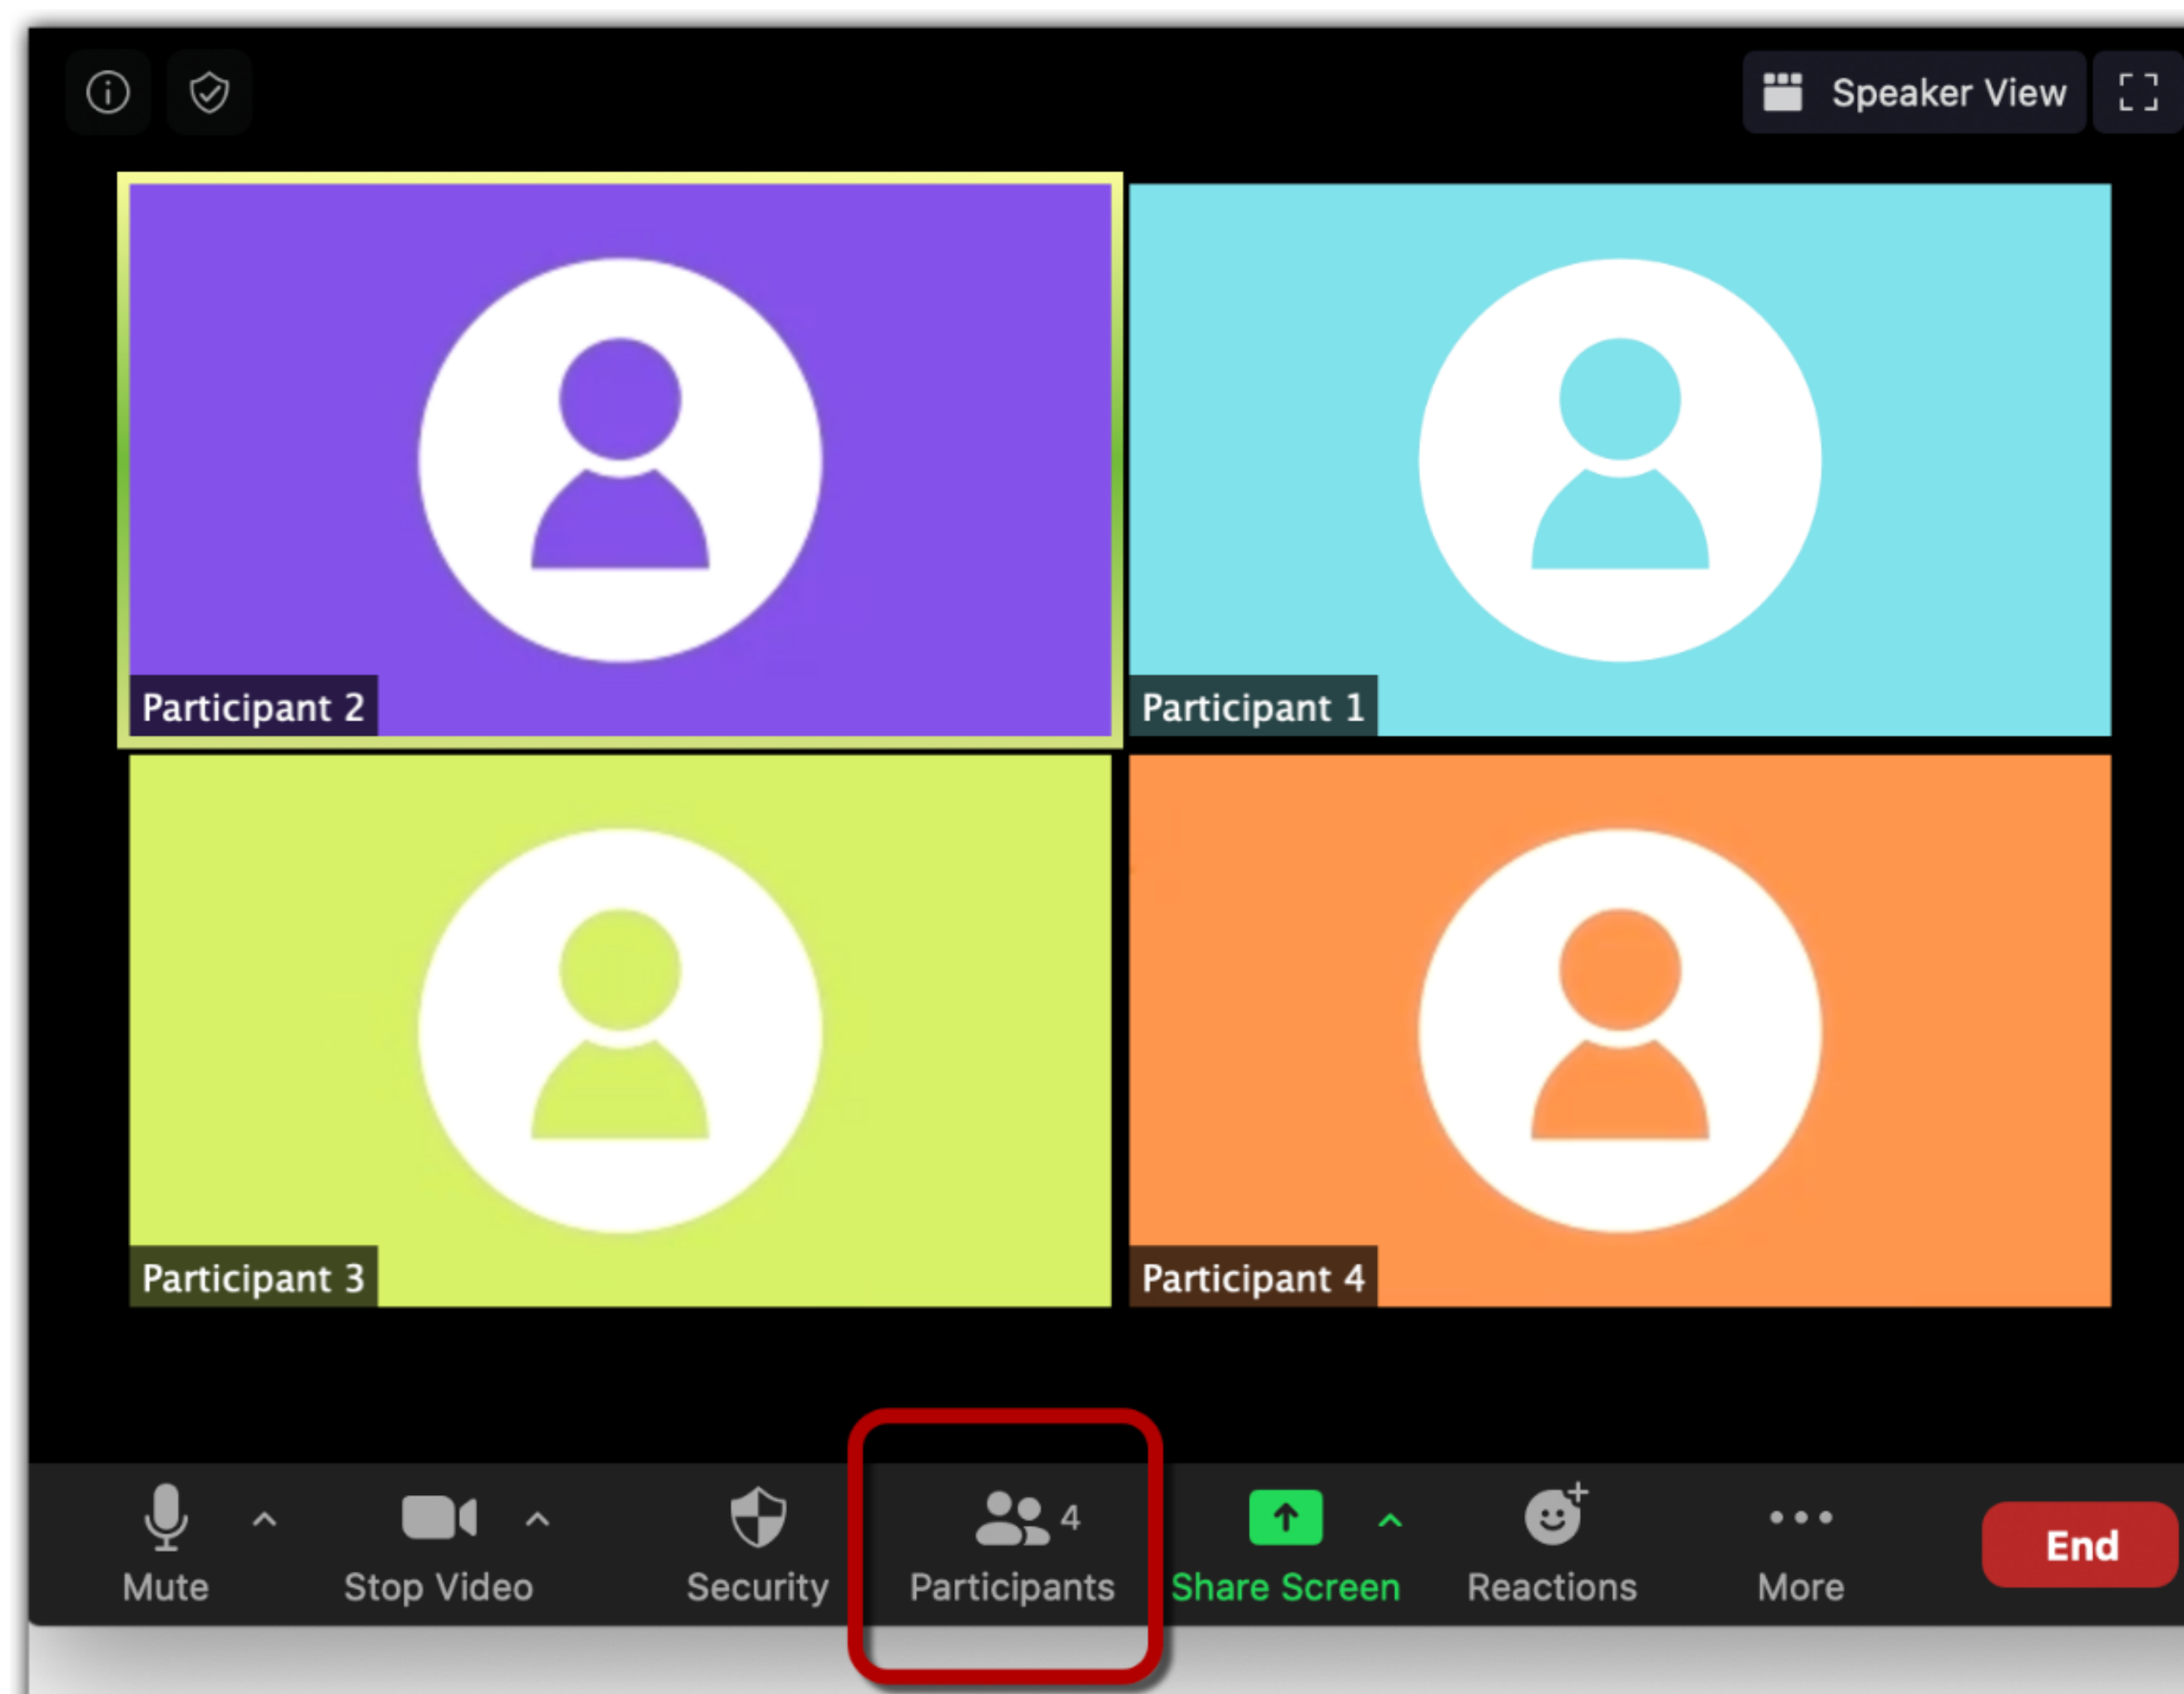 Speaker View
Participant 2
Participant 1
Participant 3
Participant 4
4
Mute
Stop Video
Security
Participants
Share Screen
Reactions
More
End